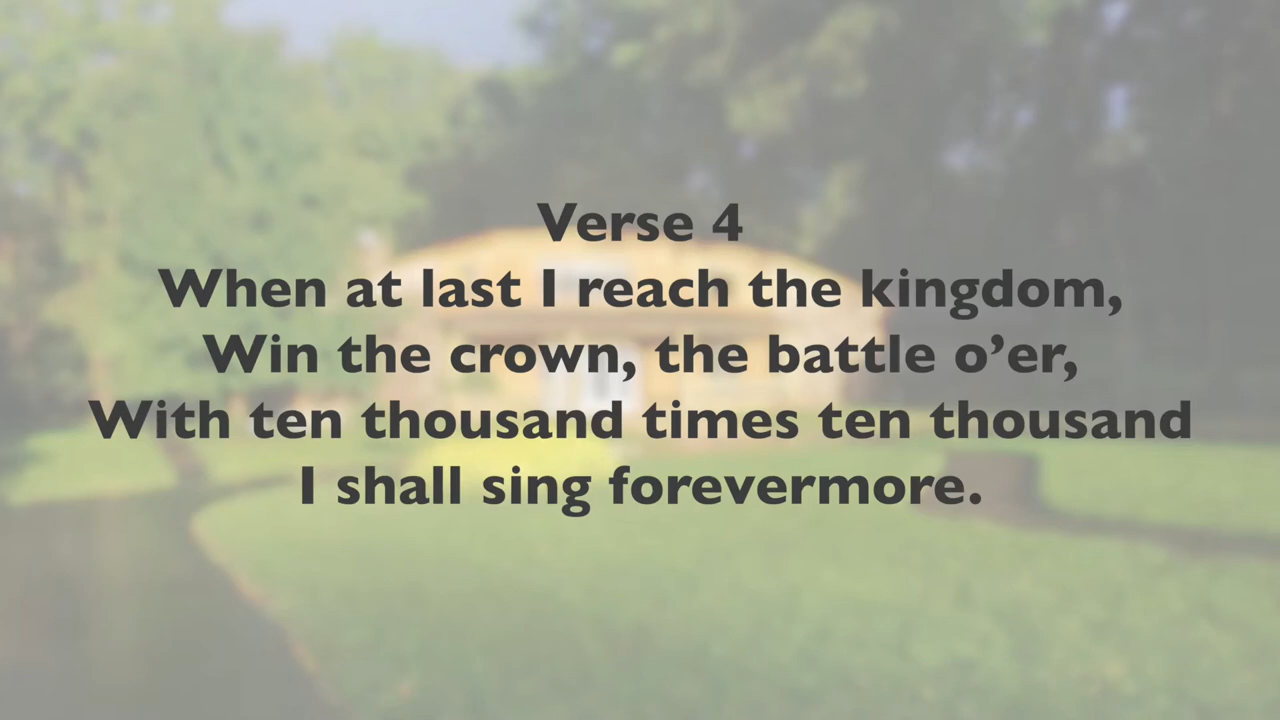 Verse 4
When at last I reach the kingdom,
Win the crown, the battle o’er,
With ten thousand times ten thousand
I shall sing forevermore.